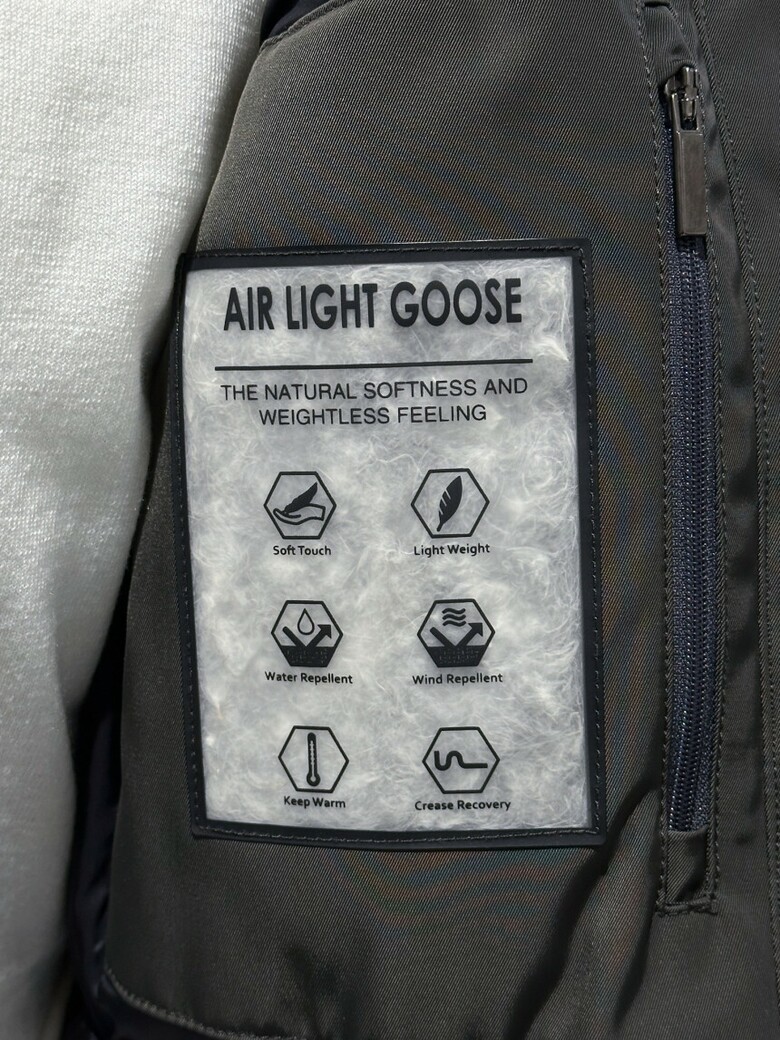 AIR LIGHT GOOSE
THE NATURAL SOFTNESS AND
WEIGHTLESS FEELING
Soft Touch
Light Weight
Water Repellent
Wind Repellent
Keep Warm
Crease Recovery